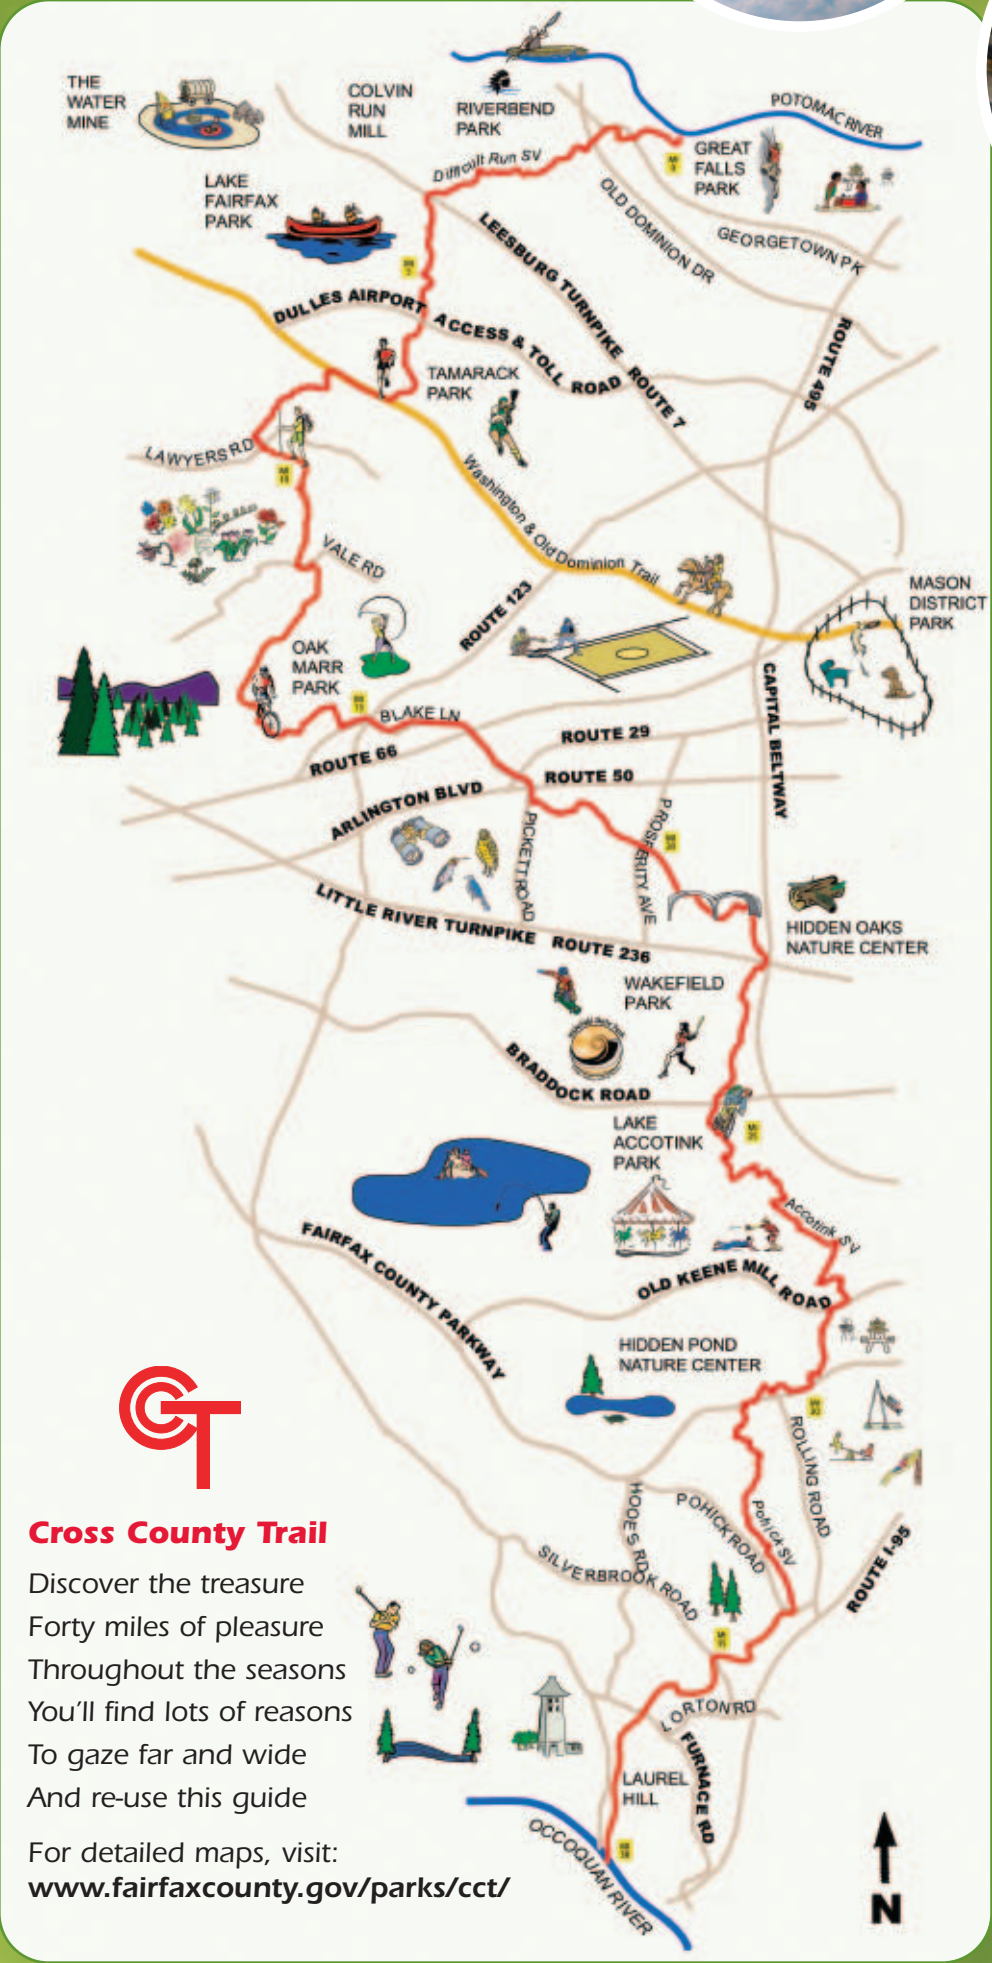 THE
WATER
MINE
COLVIN
RUN
MILL
RIVERBEND
PARK
POTOMAC RIVER
Difficult Run SV
GREAT
FALLS
PARK
LAKE
FAIRFAX
PARK
OLD DOMINION DR
GEORGETOWN PK
LEESBURG TURNPIKE ROUTE 7
DULLES AIRPORT ACCESS & TOLL ROAD
ROUTE 495
TAMARACK
PARK
LAWYERS RD
Washington & Old Dominion Trail
VALE RD
ROUTE 123
MASON
DISTRICT
PARK
OAK
MARR
PARK
BLAKE LN
CAPITAL BELTWAY
ROUTE 29
ROUTE 66
ROUTE 50
ARLINGTON BLVD
PICKETT ROAD
PROSPERITY AVE
LITTLE RIVER TURNPIKE ROUTE 236
HIDDEN OAKS
NATURE CENTER
WAKEFIELD
PARK
BRADDOCK ROAD
LAKE
ACCOTINK
PARK
Accotink SV
FAIRFAX COUNTY PARKWAY
OLD KEENE MILL ROAD
HIDDEN POND
NATURE CENTER
CCT
ROLLING ROAD
HOOES RD
POHICK ROAD
Pohick SV
SILVERBROOK ROAD
ROUTE I-95
LORTON RD
FURNACE RD
LAUREL
HILL
OCCOQUAN RIVER
N
Cross County Trail
Discover the treasure
Forty miles of pleasure
Throughout the seasons
You'll find lots of reasons
To gaze far and wide
And re-use this guide
For detailed maps, visit:
www.fairfaxcounty.gov/parks/cct/